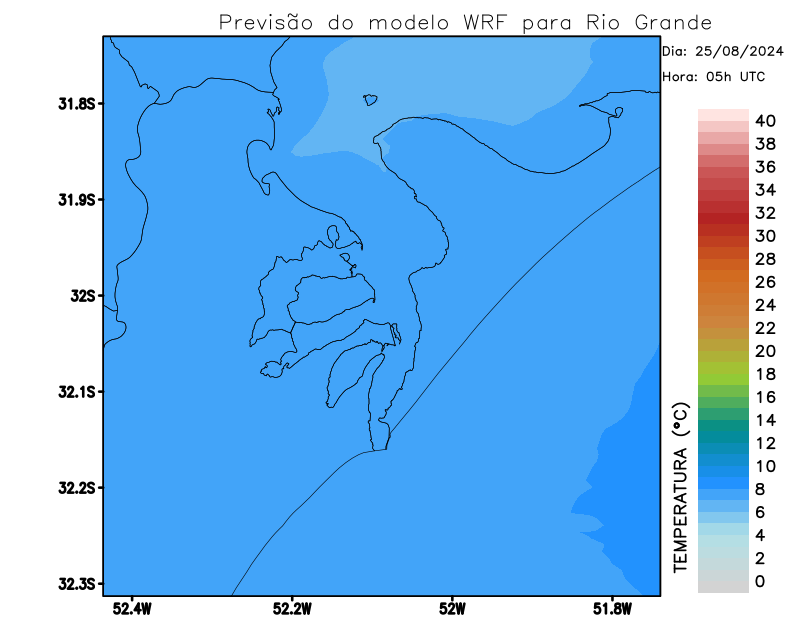 Previsão do modelo WRF para Rio Grande
Dia: 25/08/2024
Hora: 05h UTC
31.8S
31.9S
32S
32.1S
32.2S
32.3S
52.4W
52.2W
52W
51.8W
TEMPERATURA (°C)
40
38
36
34
32
30
28
26
24
22
20
18
16
14
12
10
8
6
4
2
0